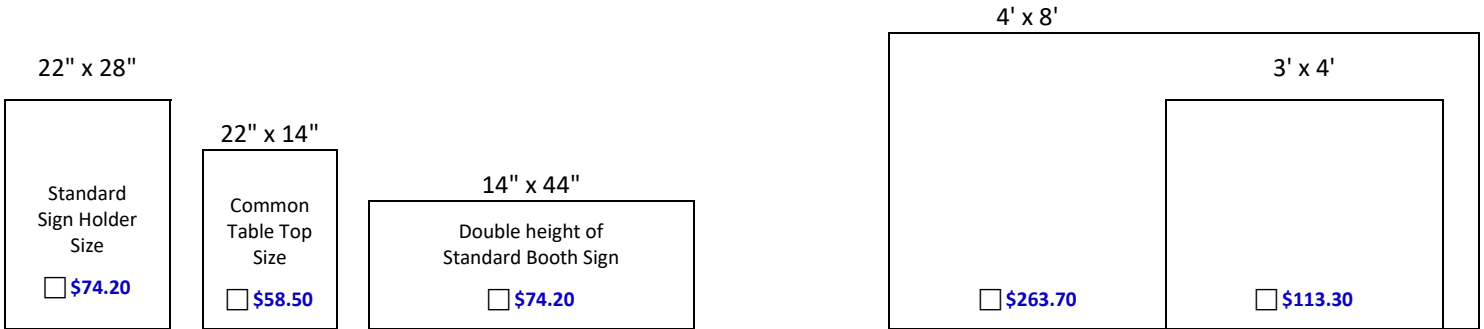 22" x 28"
Standard
Sign Holder
Size
$74.20
22" x 14"
Common
Table Top
Size
$58.50
14" x 44"
Double height of
Standard Booth Sign
$74.20
4' x 8'
$263.70
3' x 4'
$113.30